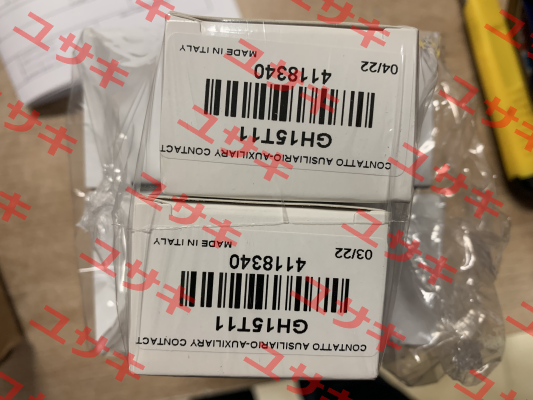 CONTATTO AUSILIARIO-AUXILIARY CONTACT
GH15T11
4118340
04/22
MADE IN ITALY
CONTATTO AUSILIARIO-AUXILIARY CONTACT
GH15T11
4118340
03/22
MADE IN ITALY
ユサキ